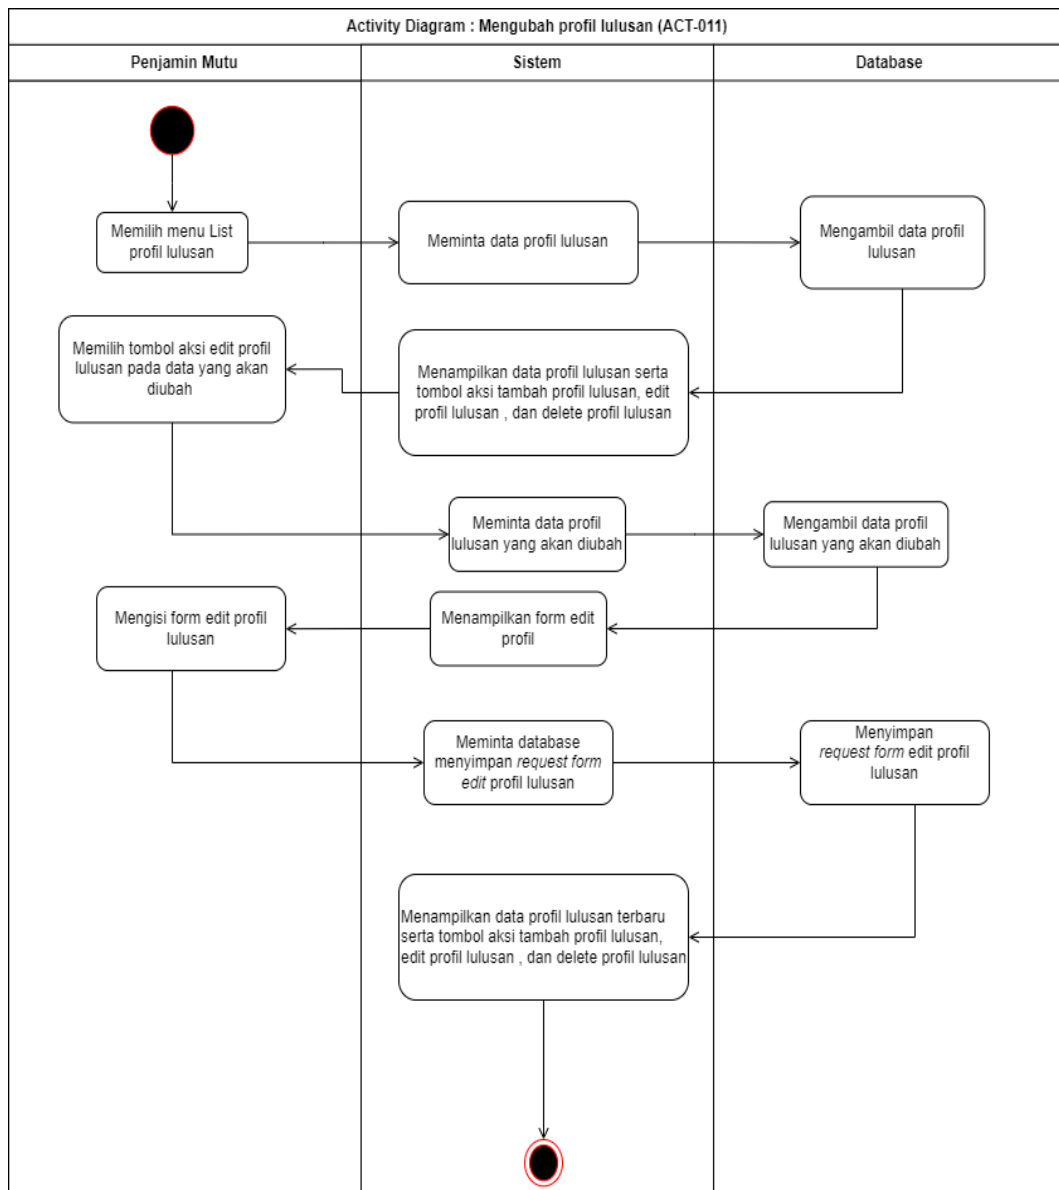 Activity Diagram : Mengubah profil lulusan (ACT-011)
Penjamin Mutu
Sistem
Database
Memilih menu List
profil lulusan
Meminta data profil lulusan
Mengambil data profil
lulusan
Memilih tombol aksi edit profil
lulusan pada data yang akan
diubah
Menampilkan data profil lulusan serta
tombol aksi tambah profil lulusan, edit
profil lulusan , dan delete profil lulusan
Meminta data profil
lulusan yang akan diubah
Mengambil data profil
lulusan yang akan diubah
Mengisi form edit profil
lulusan
Menampilkan form edit
profil
Meminta database
menyimpan request form
edit profil lulusan
Menyimpan
request form edit profil
lulusan
Menampilkan data profil lulusan terbaru
serta tombol aksi tambah profil lulusan,
edit profil lulusan , dan delete profil lulusan